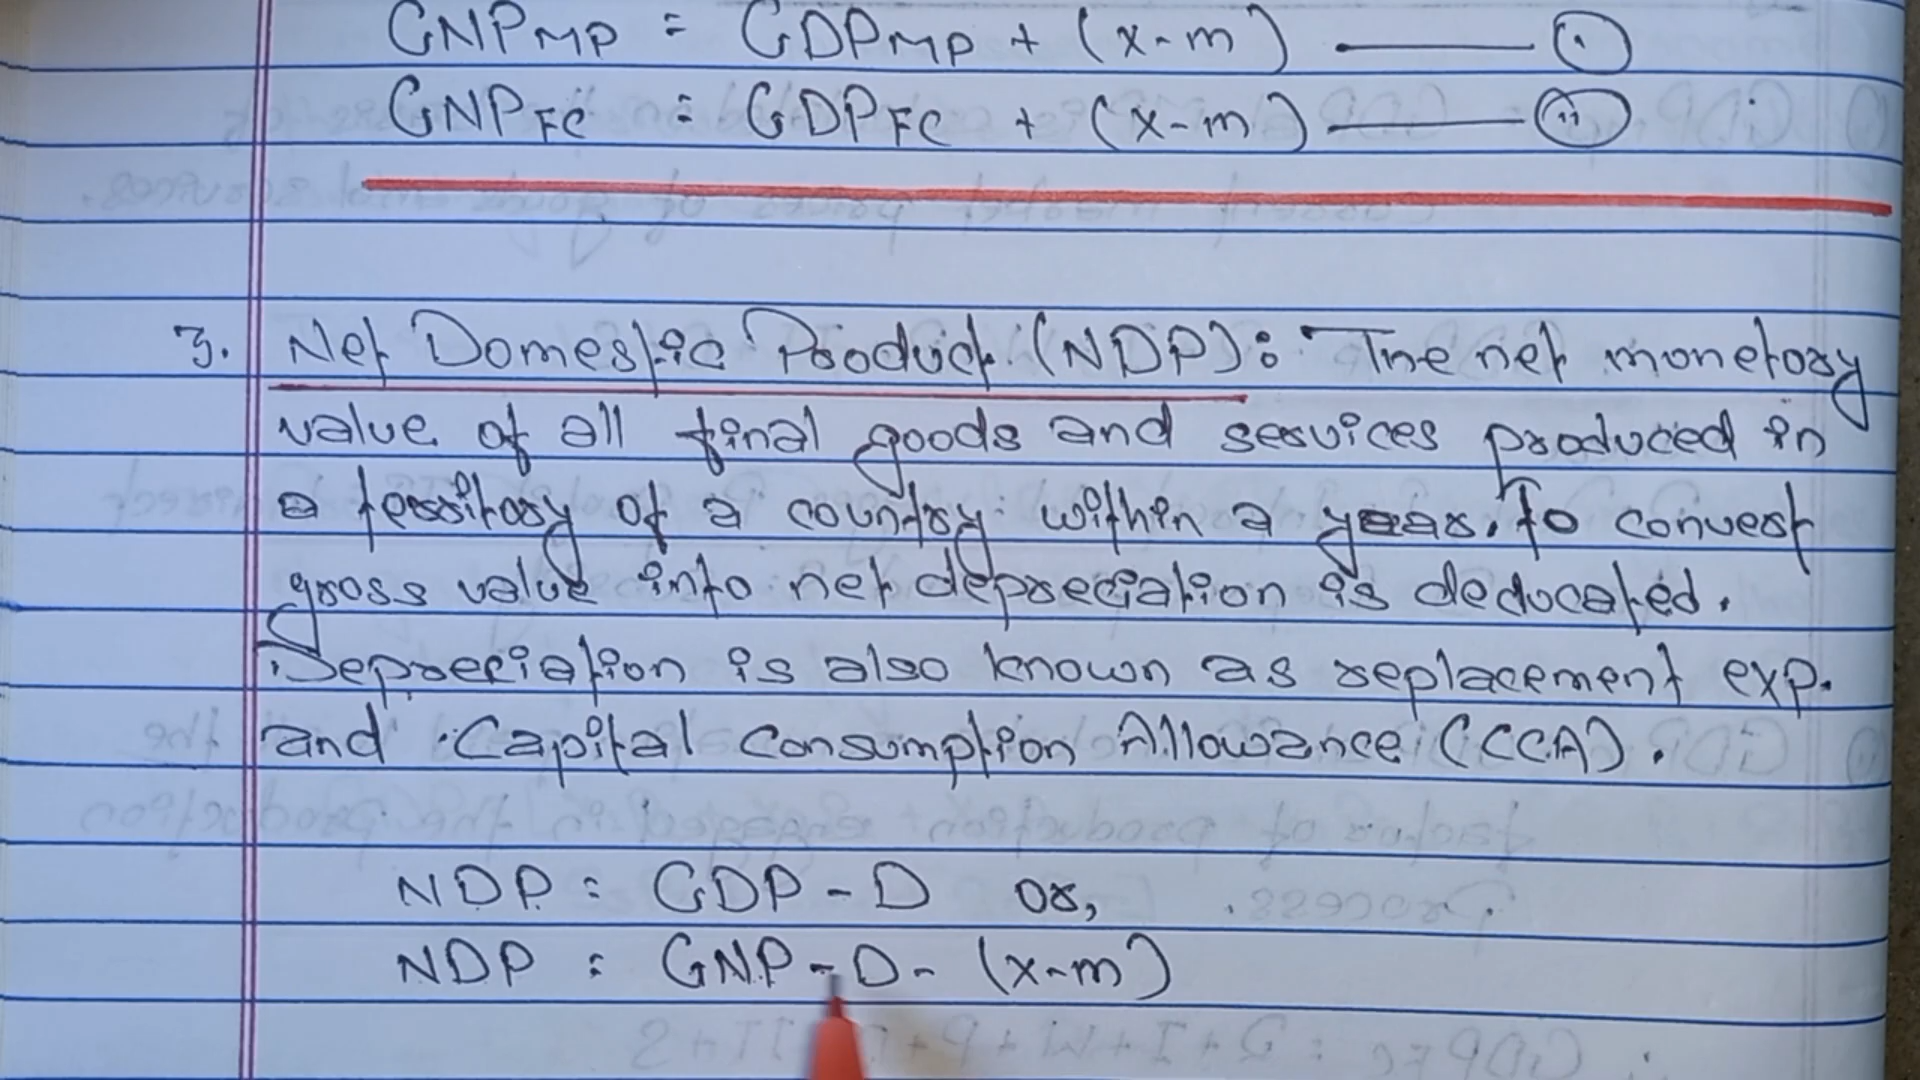 GNPMP = GDPMP + (x-m) —— (i)
GNPFC = GDPFC + (x-m) —— (ii)
3. Net Domestic Product (NDP): The net monetory
value of all final goods and services produced in
a territory of a country within a year. To convert
gross value into net depreciation is deducated.
Depreciation is also known as replacement exp.
and Capital Consumption Allowance (CCA).
NDP = GDP - D or,
NDP = GNP - D - (x-m)